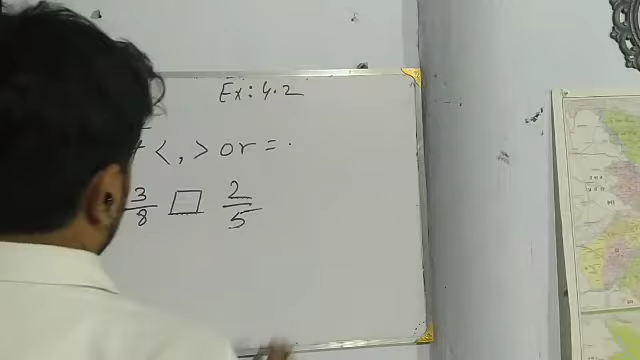 Ex: 4.2
< , > or = .
3/8 □ 2/5